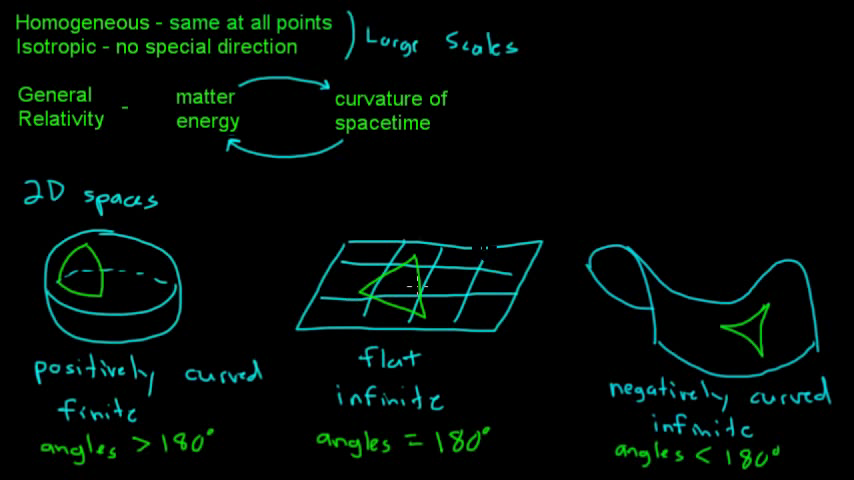 Homogeneous - same at all points
Isotropic - no special direction
Large Scales
General Relativity -
matter energy
curvature of spacetime
2D spaces
positively curved
finite
angles > 180°
flat
infinite
angles = 180°
negatively curved
infinite
angles < 180°